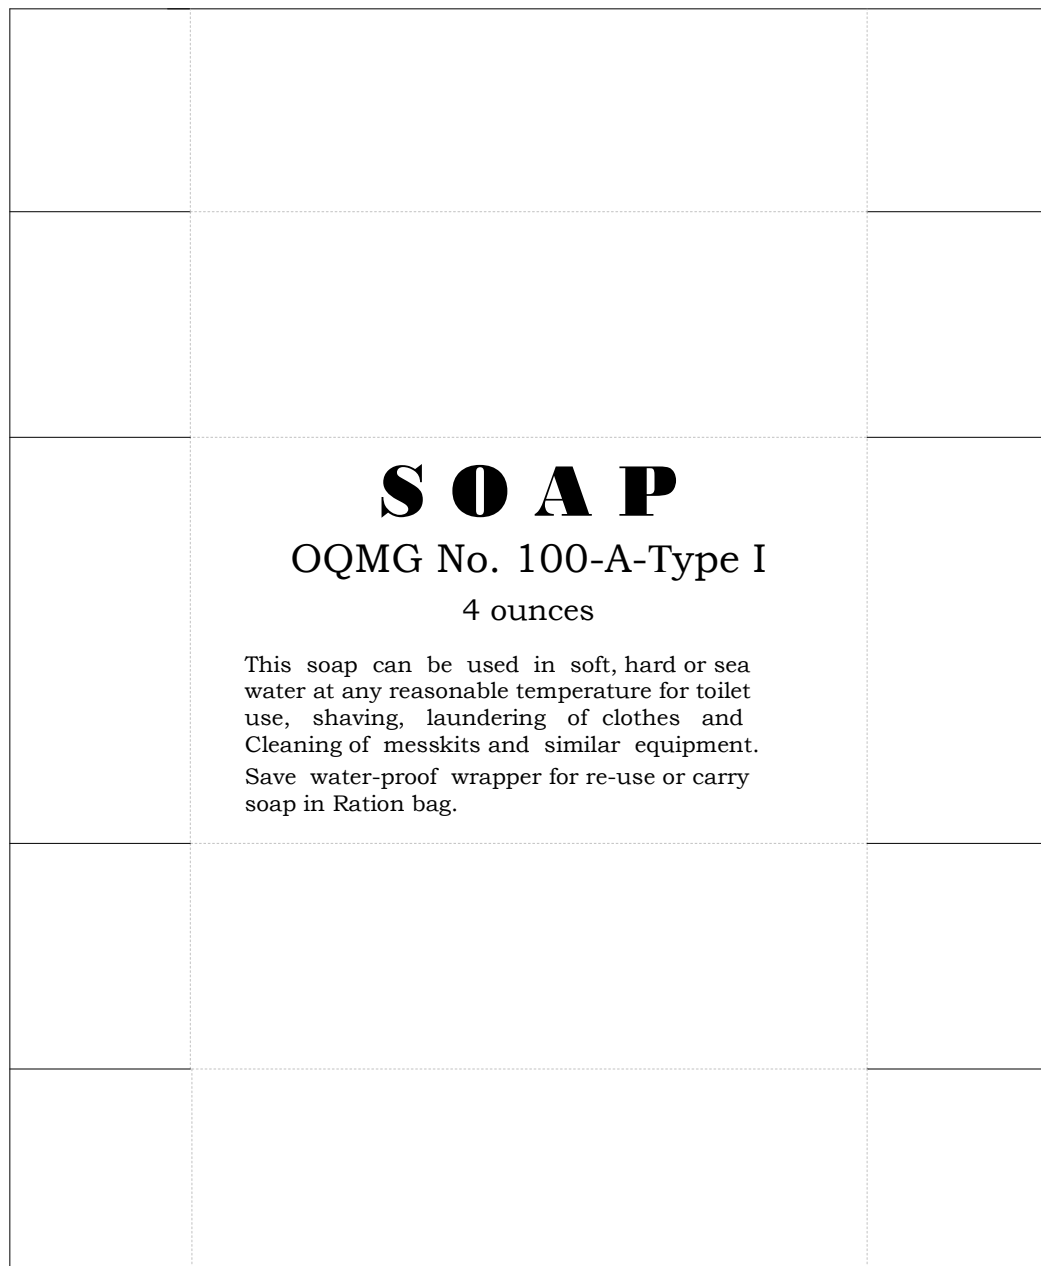 SOAP
OQMG No. 100-A-Type I
4 ounces
This soap can be used in soft, hard or sea
water at any reasonable temperature for toilet
use, shaving, laundering of clothes and
Cleaning of messkits and similar equipment.
Save water-proof wrapper for re-use or carry
soap in Ration bag.